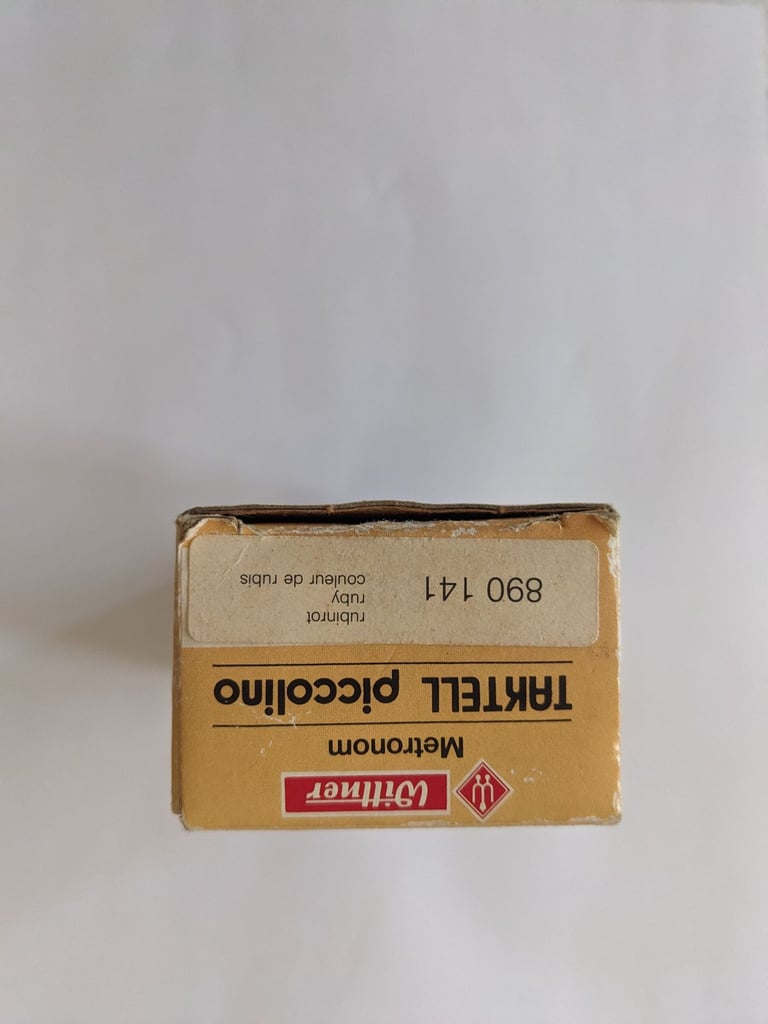 Wittner
Metronom
TAKTELL piccolino
890 141
rubinrot
ruby
couleur de rubis